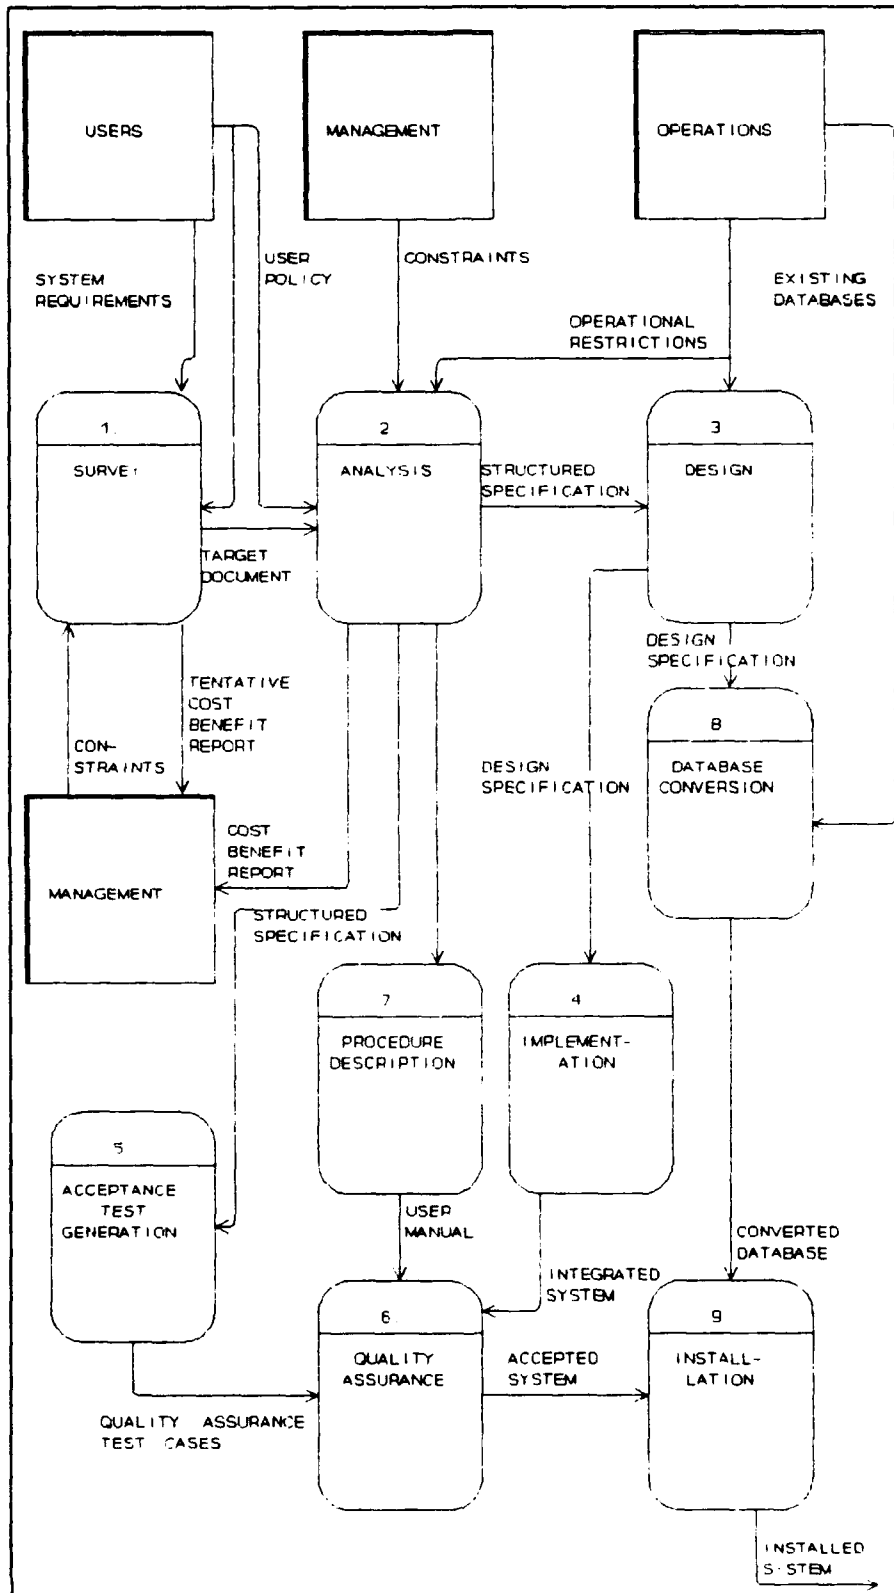 USERS
MANAGEMENT
OPERATIONS
SYSTEM
REQUIREMENTS
USER
POLICY
CONSTRAINTS
EXISTING
DATABASES
OPERATIONAL
RESTRICTIONS
1.
SURVEY
2
ANALYSIS
STRUCTURED
SPECIFICATION
3
DESIGN
TARGET
DOCUMENT
DESIGN
SPECIFICATION
TENTATIVE
COST
BENEFIT
REPORT
CON-
STRAINTS
DESIGN
SPECIFICATION
8
DATABASE
CONVERSION
COST
BENEFIT
REPORT
MANAGEMENT
STRUCTURED
SPECIFICATION
7
PROCEDURE
DESCRIPTION
4
IMPLEMENT-
ATION
5
ACCEPTANCE
TEST
GENERATION
USER
MANUAL
INTEGRATED
SYSTEM
CONVERTED
DATABASE
6.
QUALITY
ASSURANCE
ACCEPTED
SYSTEM
9
INSTALL-
LATION
QUALITY ASSURANCE
TEST CASES
INSTALLED
SYSTEM